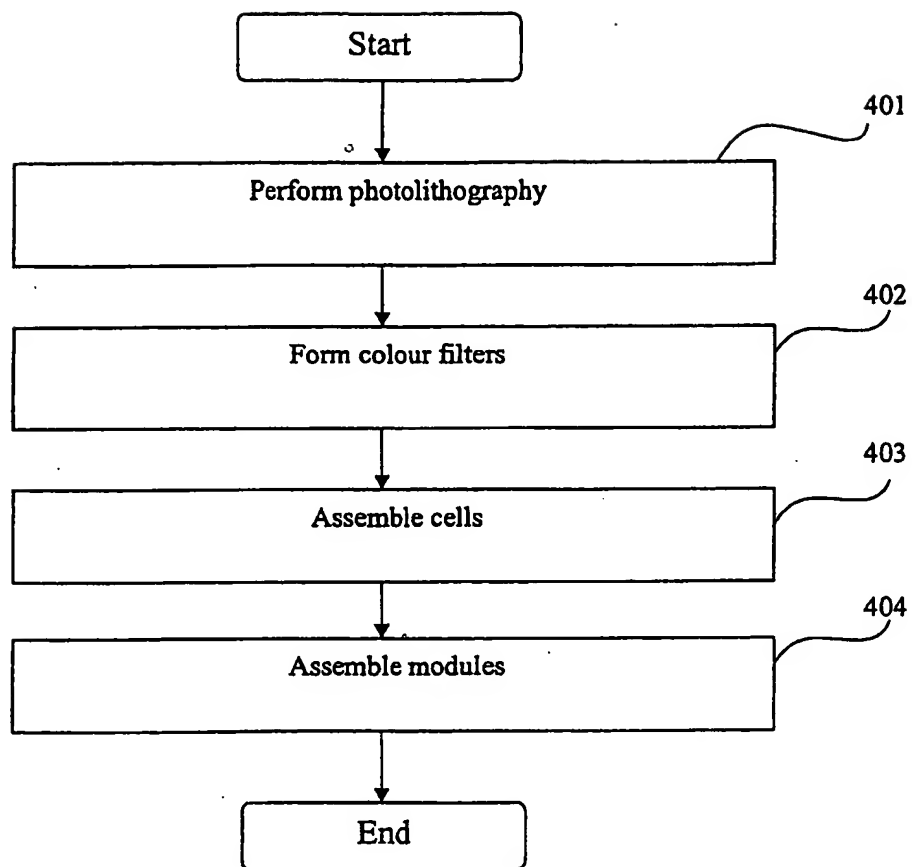 Start
401
Perform photolithography
402
Form colour filters
403
Assemble cells
404
Assemble modules
End